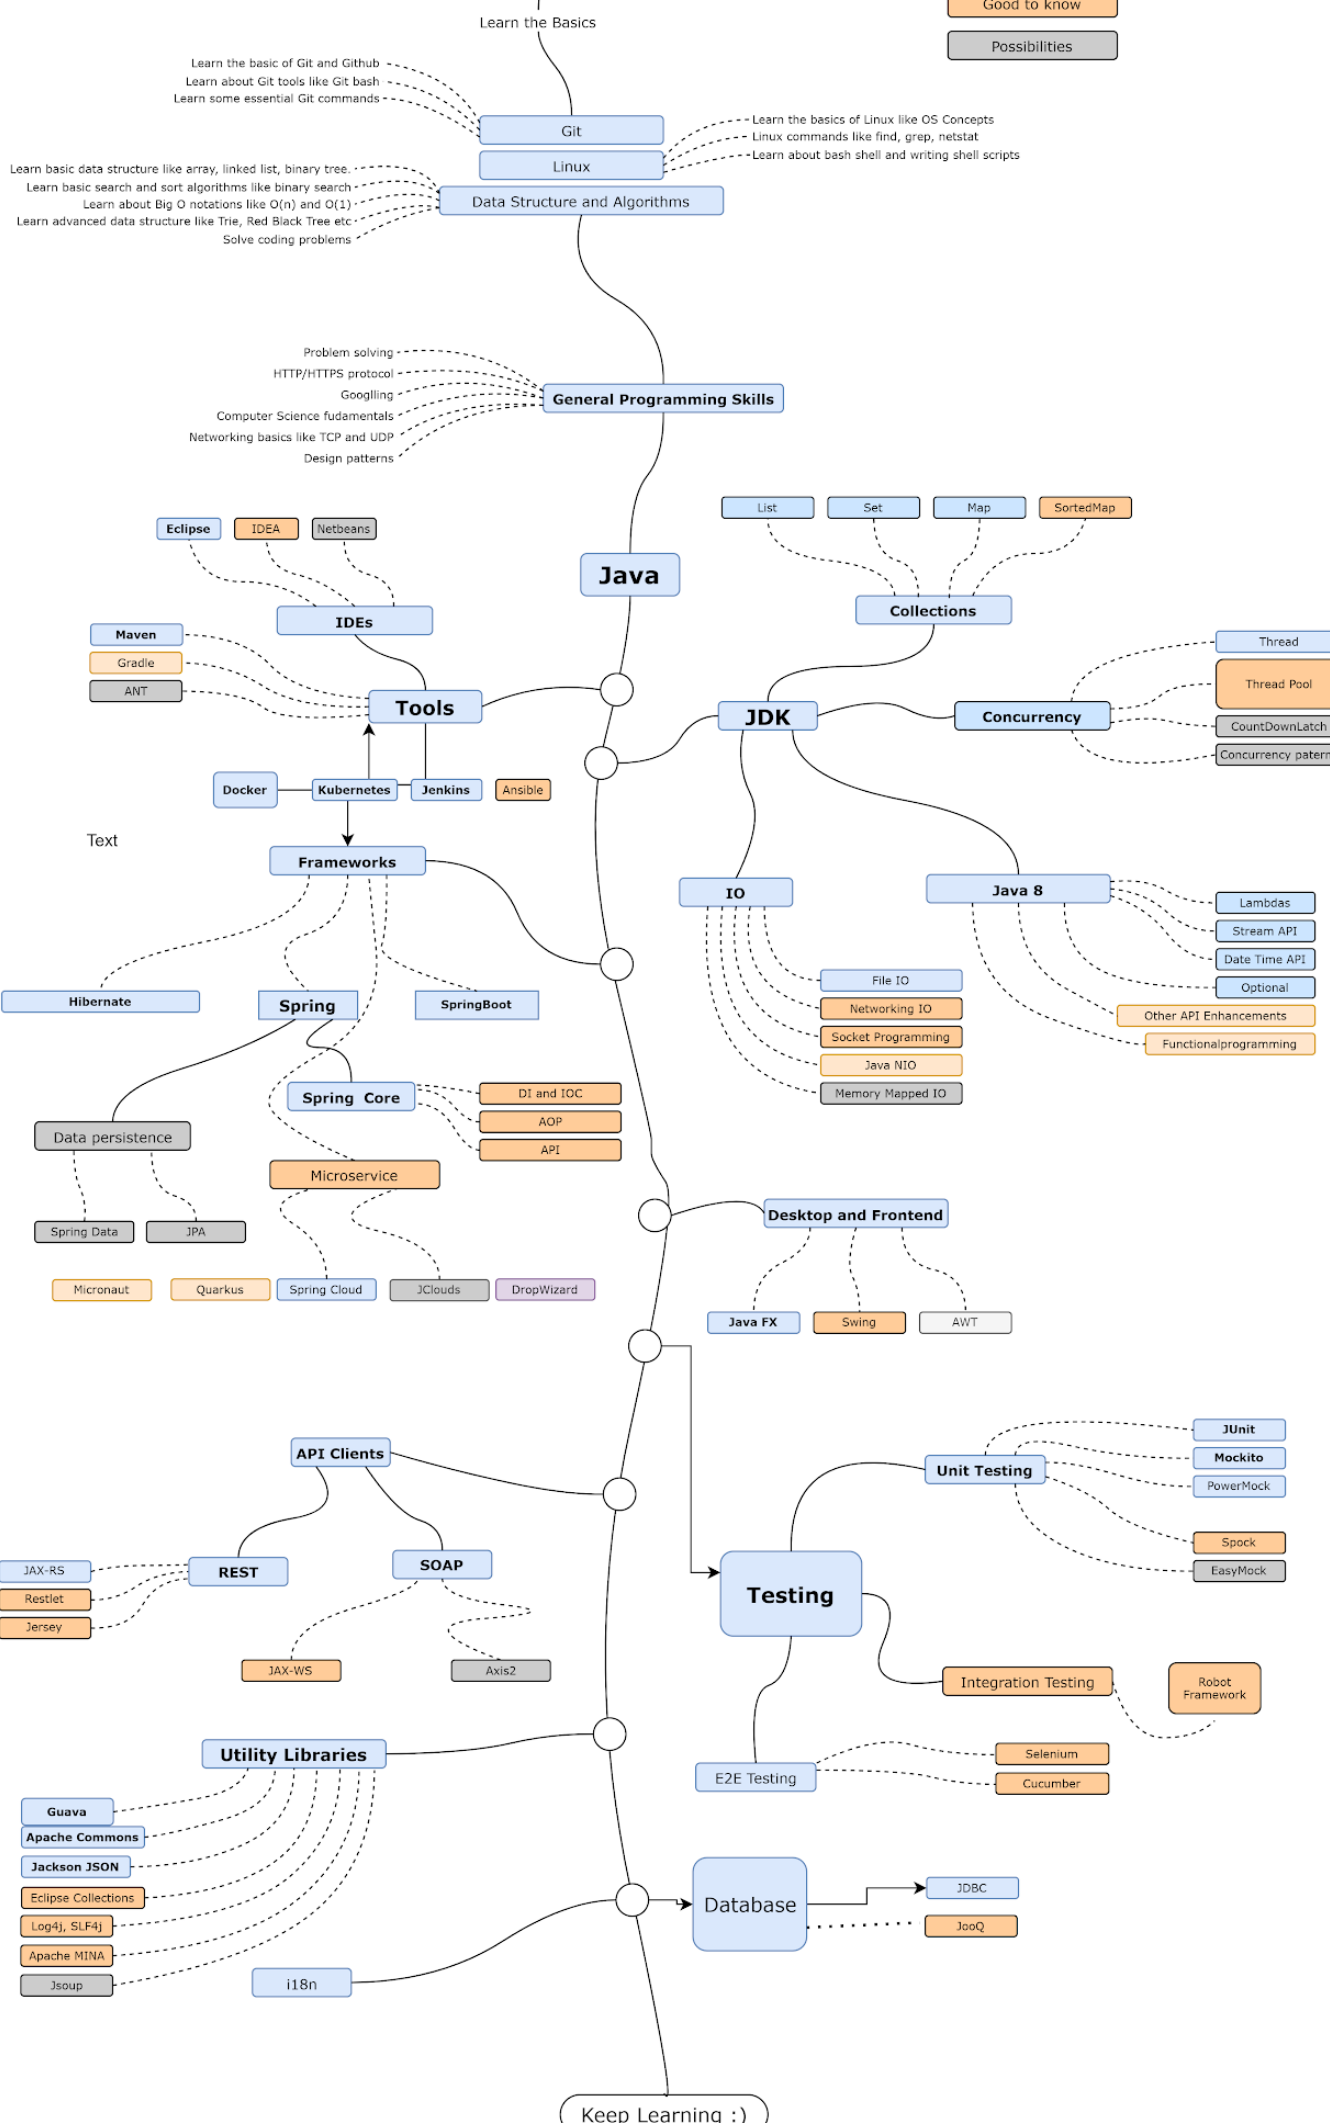 Good to know
Learn the Basics
Possibilities
Learn the basic of Git and Github
Learn about Git tools like Git bash
Learn some essential Git commands
Git
Learn the basics of Linux like OS Concepts
Linux commands like find, grep, netstat
Learn about bash shell and writing shell scripts
Linux
Learn basic data structure like array, linked list, binary tree.
Learn basic search and sort algorithms like binary search
Learn about Big O notations like O(n) and O(1)
Learn advanced data structure like Trie, Red Black Tree etc
Solve coding problems
Data Structure and Algorithms
Problem solving
HTTP/HTTPS protocol
Googlling
Computer Science fudamentals
Networking basics like TCP and UDP
Design patterns
General Programming Skills
List
Set
Map
SortedMap
Eclipse
IDEA
Netbeans
Java
Collections
IDEs
Maven
Gradle
ANT
Tools
JDK
Concurrency
Thread
Thread Pool
CountDownLatch
Concurrency patern
Docker
Kubernetes
Jenkins
Ansible
Text
Frameworks
IO
Java 8
Lambdas
Stream API
Date Time API
Optional
Other API Enhancements
Functionalprogramming
Hibernate
Spring
SpringBoot
File IO
Networking IO
Socket Programming
Java NIO
Memory Mapped IO
Spring Core
DI and IOC
AOP
API
Data persistence
Microservice
Spring Data
JPA
Desktop and Frontend
Micronaut
Quarkus
Spring Cloud
JClouds
DropWizard
Java FX
Swing
AWT
API Clients
JUnit
Mockito
PowerMock
Spock
EasyMock
Unit Testing
REST
SOAP
JAX-RS
Restlet
Jersey
Testing
JAX-WS
Axis2
Integration Testing
Robot
Framework
Utility Libraries
E2E Testing
Selenium
Cucumber
Guava
Apache Commons
Jackson JSON
Eclipse Collections
Log4j, SLF4j
Apache MINA
Jsoup
Database
JDBC
JooQ
i18n
Keep Learning :)